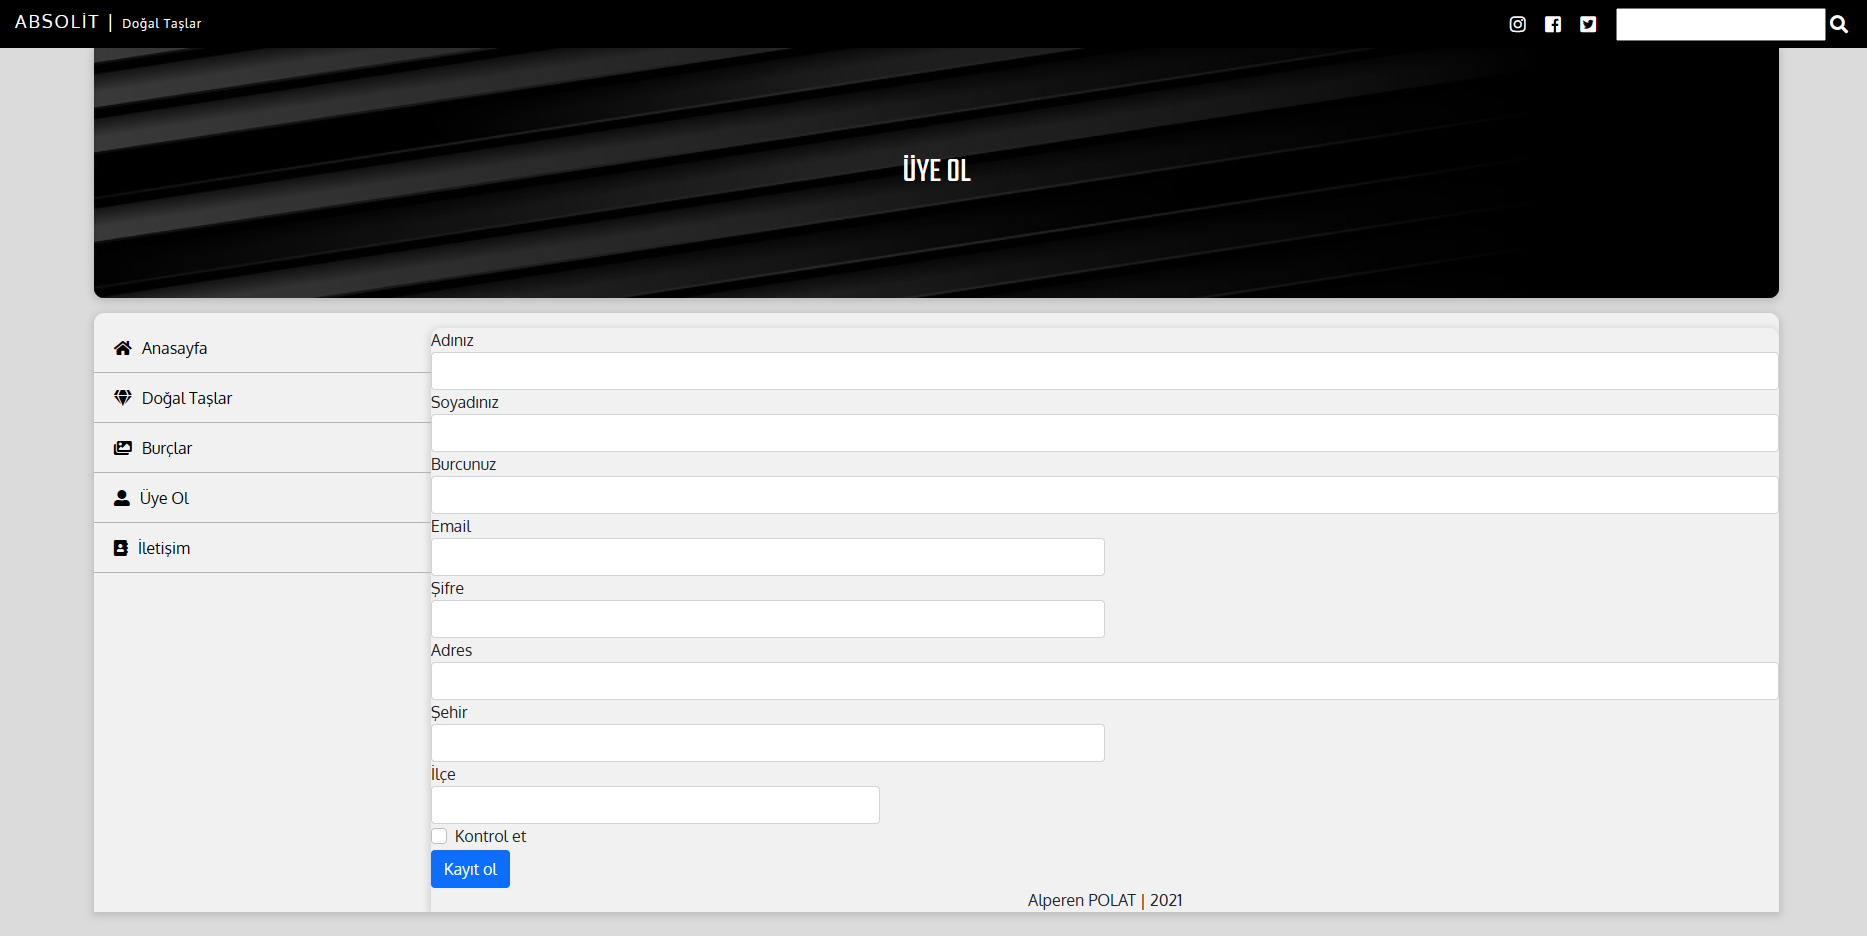 ABSOLİT | Doğal Taşlar
ÜYE OL
Anasayfa
Doğal Taşlar
Burçlar
Üye Ol
İletişim
Adınız
Soyadınız
Burcunuz
Email
Şifre
Adres
Şehir
İlçe
Kontrol et
Kayıt ol
Alperen POLAT | 2021